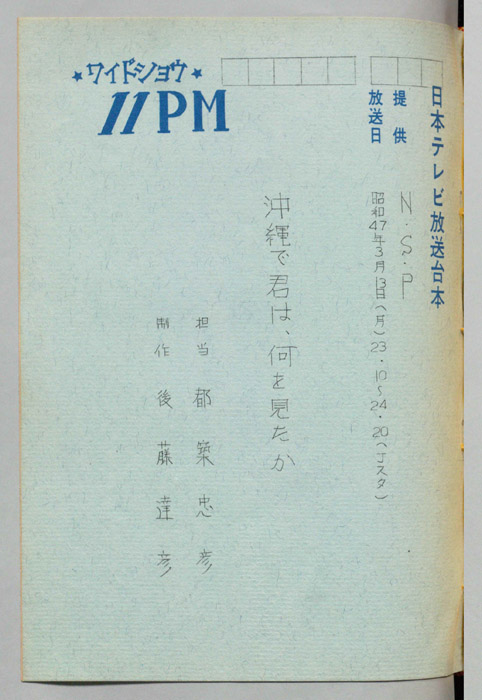 日本テレビ放送台本
提供 N・S・P
放送日 昭和47年3月13日(月)23・10〜24・20(Jスタ)
★ワイドショウ★
11PM
沖縄で君は、何を見たか
担当 都築忠彦
制作 後藤達彦